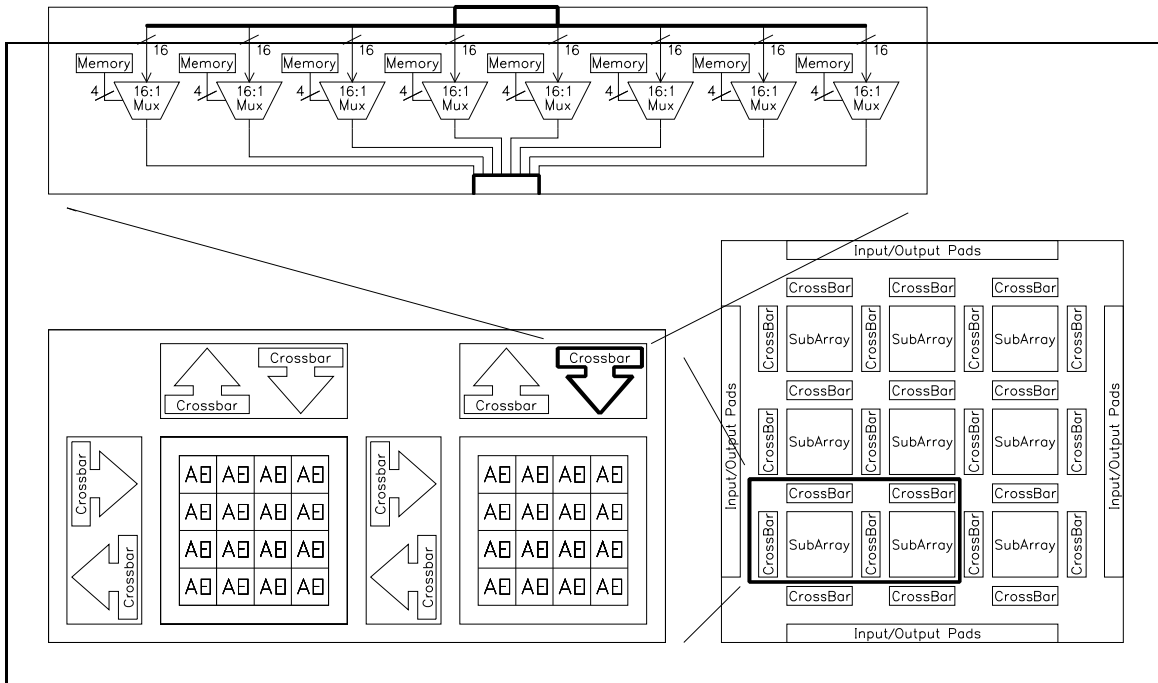 16 16 16 16 16 16 16 16
Memory Memory Memory Memory Memory Memory Memory Memory
4 16:1 Mux 4 16:1 Mux 4 16:1 Mux 4 16:1 Mux 4 16:1 Mux 4 16:1 Mux 4 16:1 Mux 4 16:1 Mux
Crossbar
Crossbar
Crossbar
Crossbar
Crossbar
Crossbar
Crossbar
Crossbar
AE AE AE AE
AE AE AE AE
AE AE AE AE
AE AE AE AE
AE AE AE AE
AE AE AE AE
AE AE AE AE
AE AE AE AE
Input/Output Pads
Input/Output Pads
CrossBar CrossBar CrossBar
CrossBar SubArray CrossBar SubArray CrossBar SubArray CrossBar
CrossBar CrossBar CrossBar
CrossBar SubArray CrossBar SubArray CrossBar SubArray CrossBar
CrossBar CrossBar CrossBar
CrossBar SubArray CrossBar SubArray CrossBar SubArray CrossBar
CrossBar CrossBar CrossBar
Input/Output Pads
Input/Output Pads